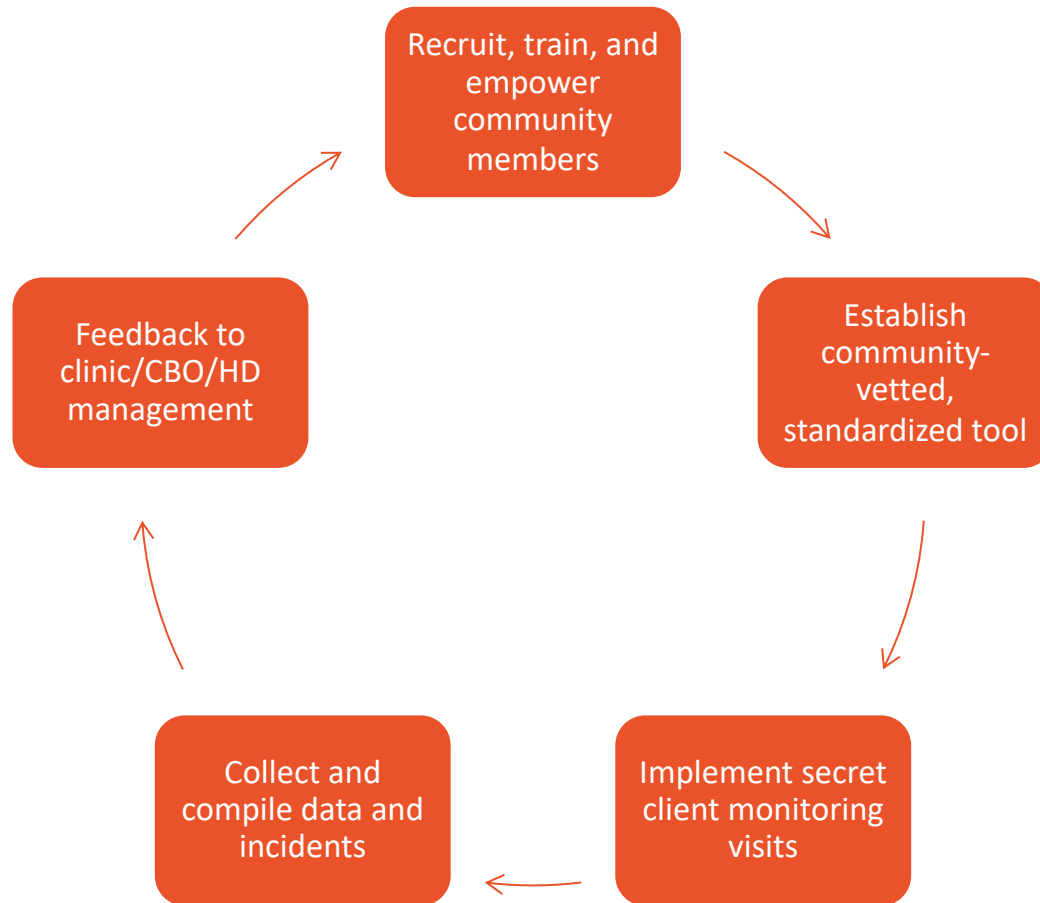 Recruit, train, and
empower
community
members
Establish
community-
vetted,
standardized tool
Implement secret
client monitoring
visits
Collect and
compile data and
incidents
Feedback to
clinic/CBO/HD
management